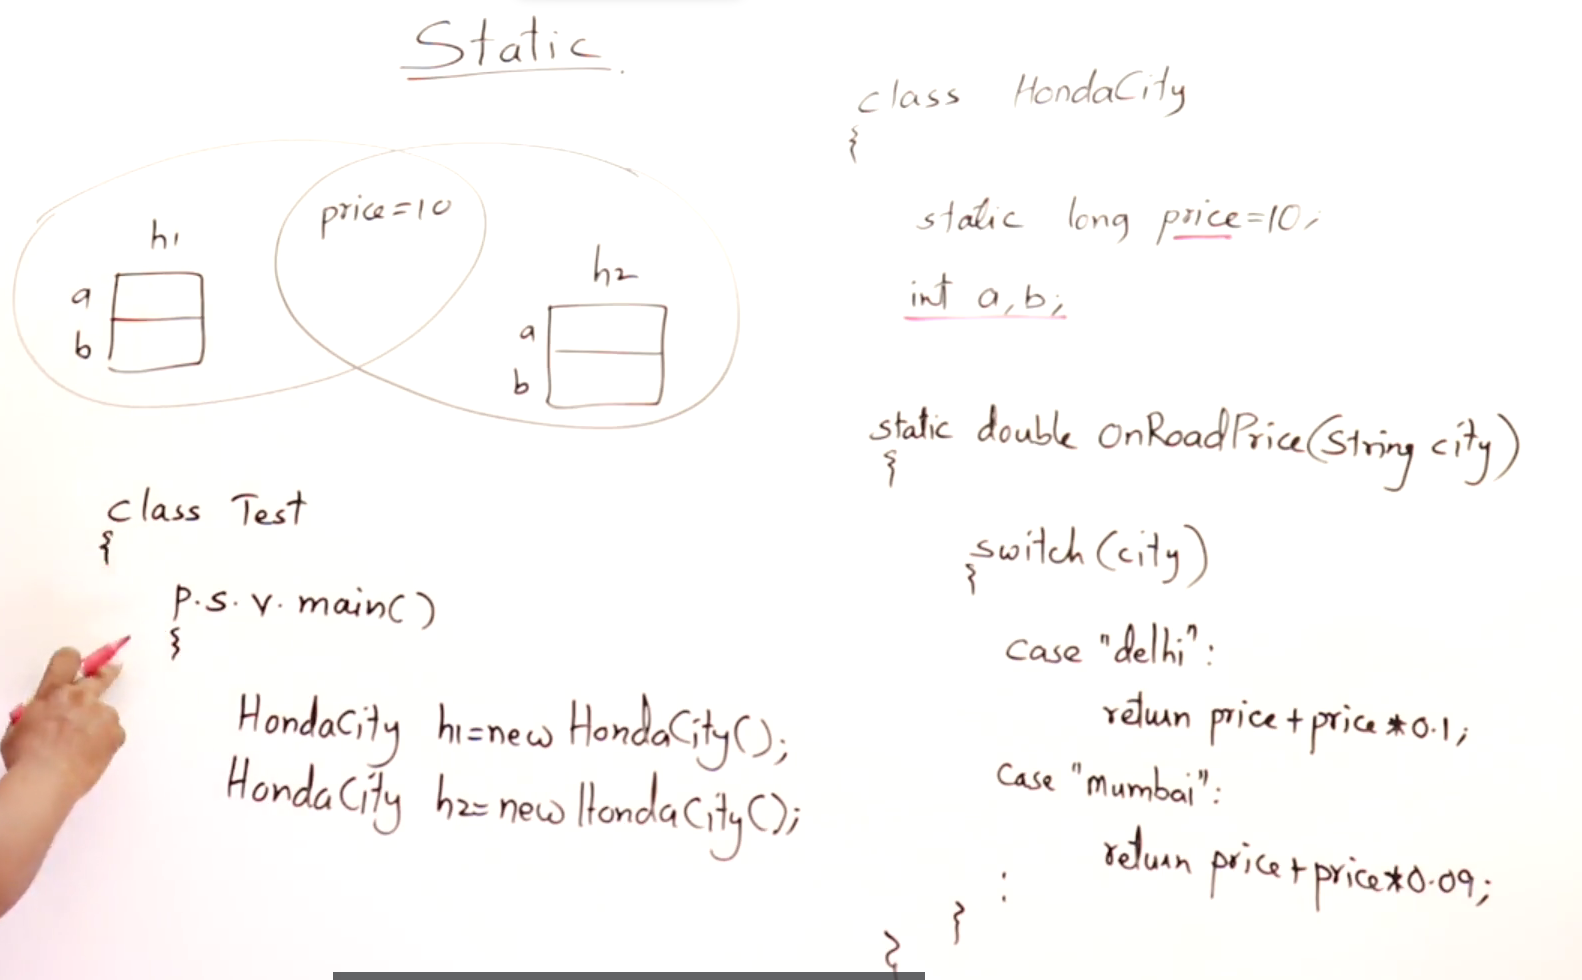 Static
price=10
h1
a
b
h2
a
b
class Test
{
p.s.v. main()
{
HondaCity h1=new HondaCity();
HondaCity h2=new HondaCity();
class HondaCity
{
static long price=10;
int a,b;
static double onRoadPrice(String city)
{
switch(city)
{
case "delhi":
return price+price*0.1;
case "mumbai":
return price+price*0.09;
:
}
}